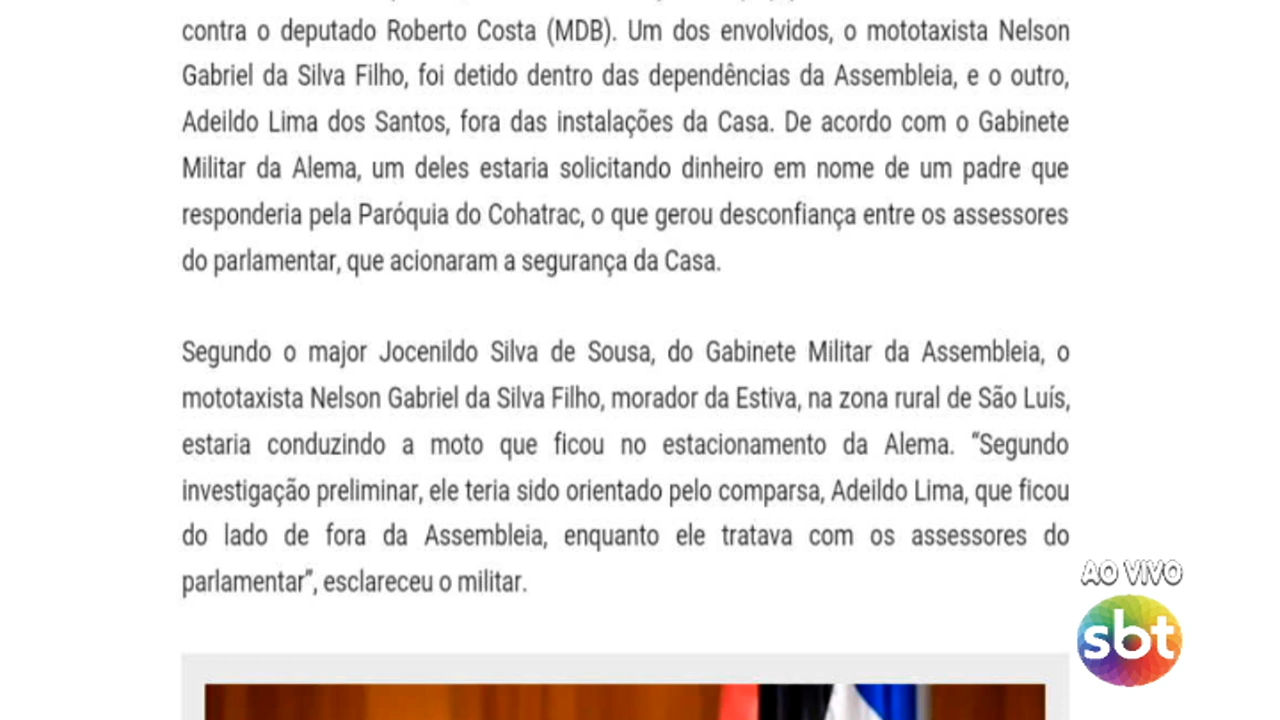 contra o deputado Roberto Costa (MDB). Um dos envolvidos, o mototaxista Nelson
Gabriel da Silva Filho, foi detido dentro das dependências da Assembleia, e o outro,
Adeildo Lima dos Santos, fora das instalações da Casa. De acordo com o Gabinete
Militar da Alema, um deles estaria solicitando dinheiro em nome de um padre que
responderia pela Paróquia do Cohatrac, o que gerou desconfiança entre os assessores
do parlamentar, que acionaram a segurança da Casa.
Segundo o major Jocenildo Silva de Sousa, do Gabinete Militar da Assembleia, o
mototaxista Nelson Gabriel da Silva Filho, morador da Estiva, na zona rural de São Luís,
estaria conduzindo a moto que ficou no estacionamento da Alema. “Segundo
investigação preliminar, ele teria sido orientado pelo comparsa, Adeildo Lima, que ficou
do lado de fora da Assembleia, enquanto ele tratava com os assessores do
parlamentar”, esclareceu o militar.
AO VIVO
sbt